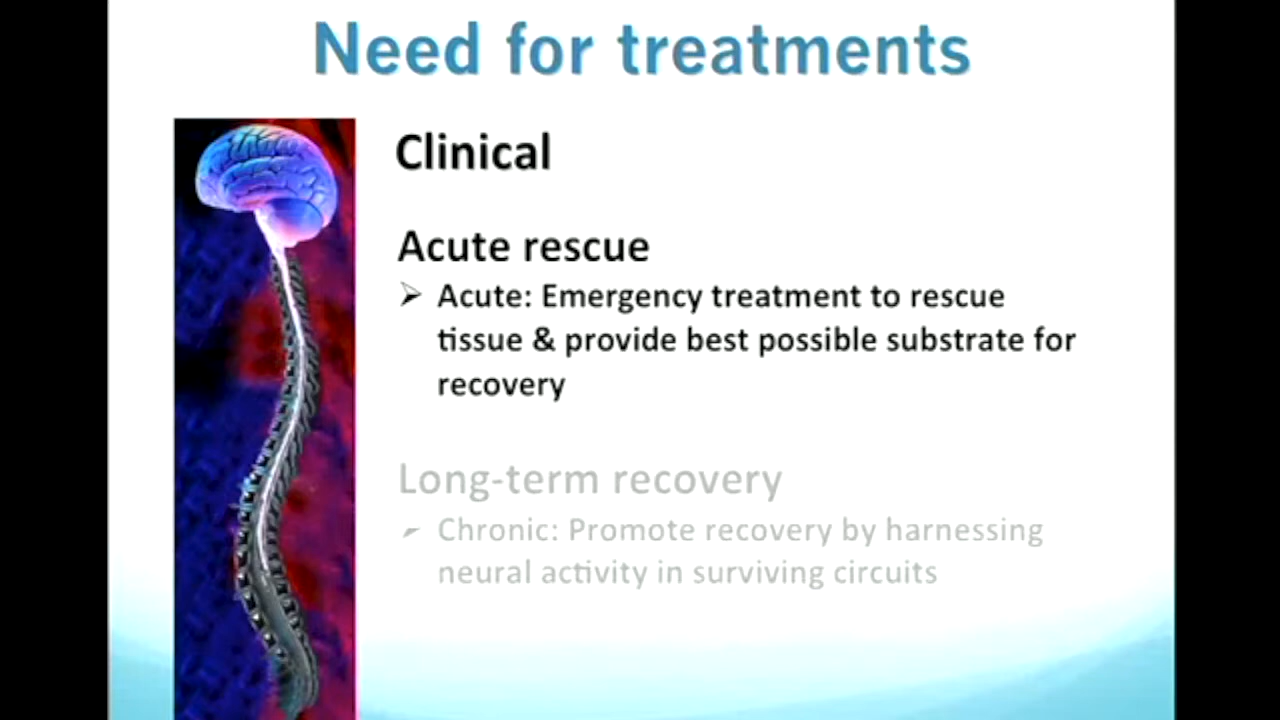 Need for treatments
Clinical
Acute rescue
Acute: Emergency treatment to rescue
tissue & provide best possible substrate for
recovery
Long-term recovery
Chronic: Promote recovery by harnessing
neural activity in surviving circuits